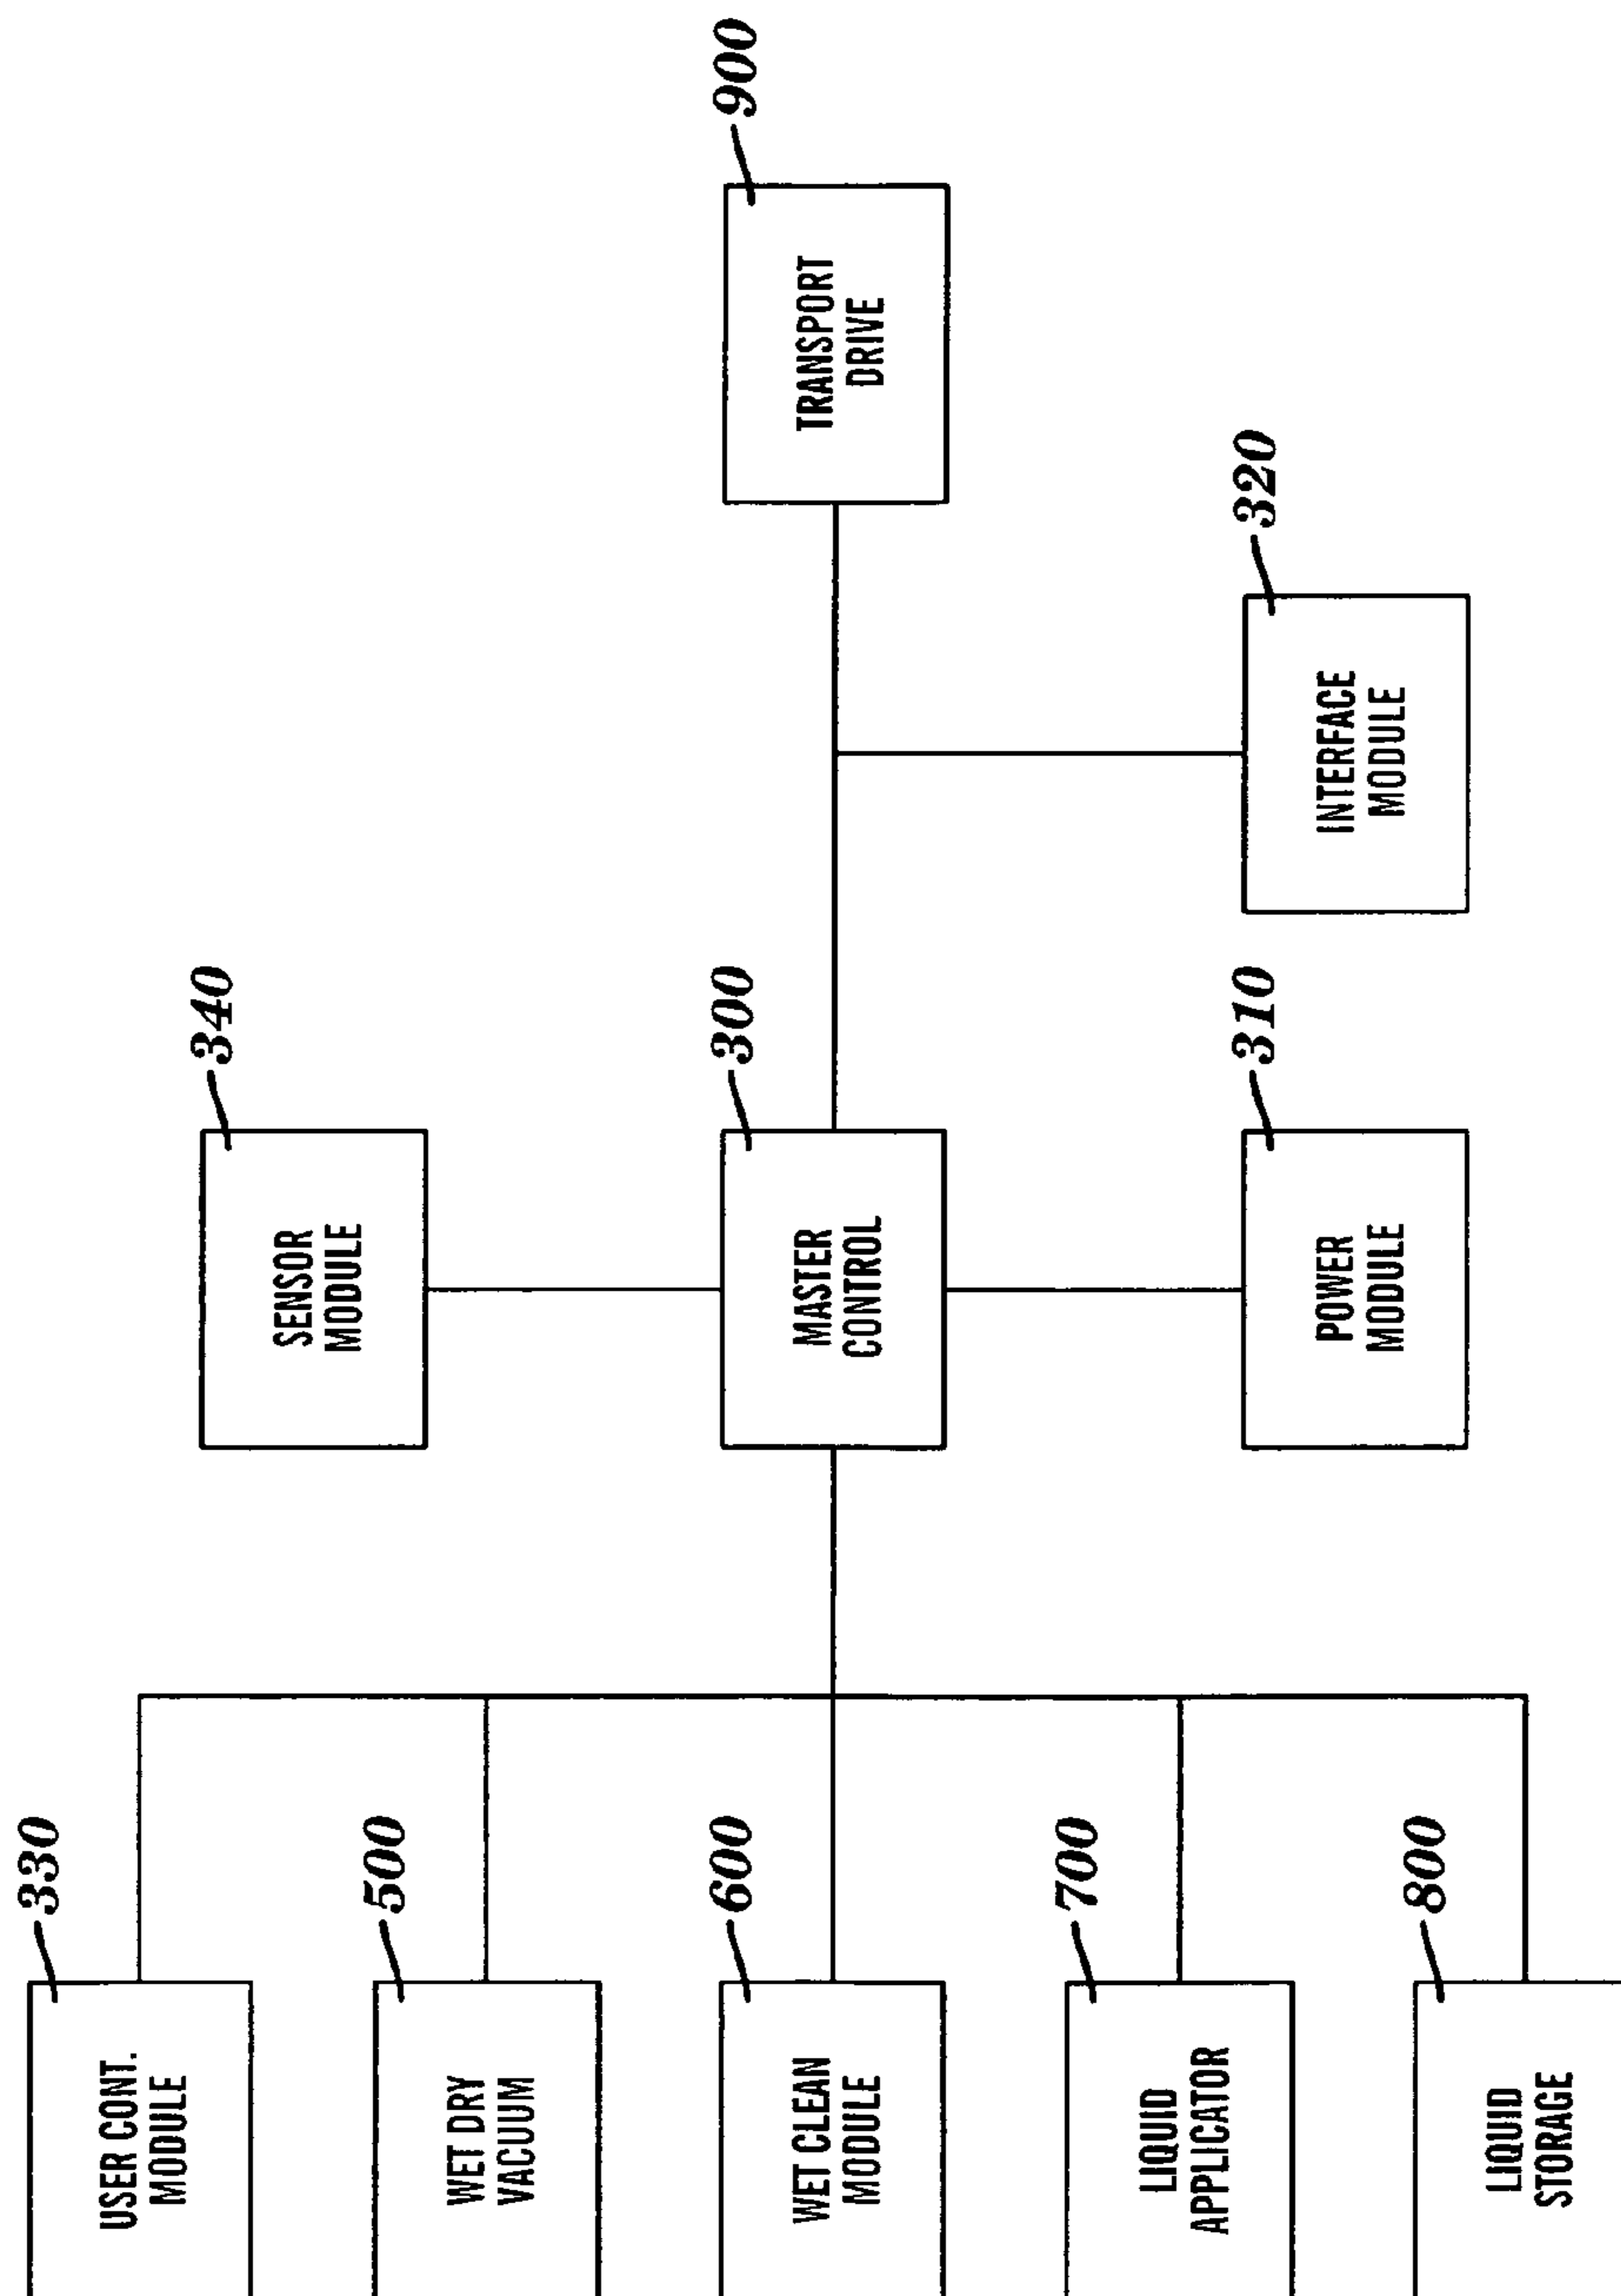 900
TRANSPORT
DRIVE
320
INTERFACE
MODULE
340
SENSOR
MODULE
300
MASTER
CONTROL
310
POWER
MODULE
330
USER CONT.
MODULE
500
WET DRY
VACUUM
600
WET CLEAN
MODULE
700
LIQUID
APPLICATOR
800
LIQUID
STORAGE